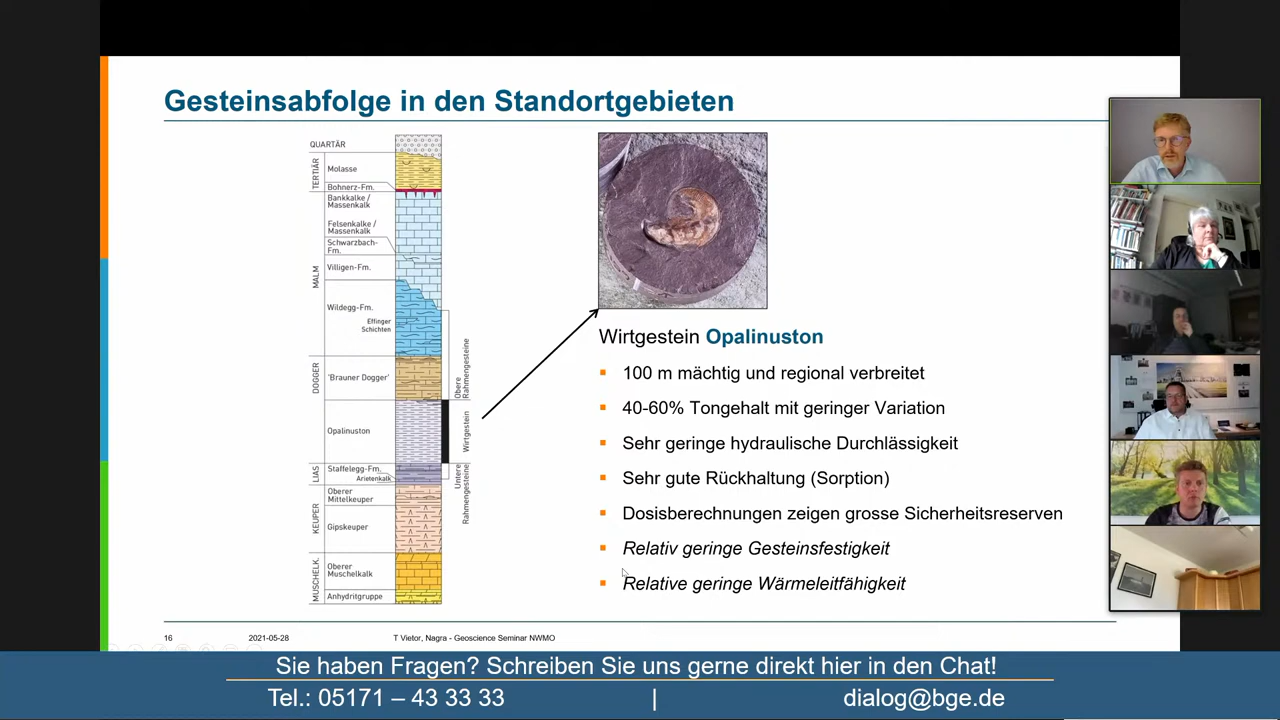 Gesteinsabfolge in den Standortgebieten
QUARTÄR
TERTIÄR
Molasse
Bohnerz-Fm.
MALM
Bankkalke /
Massenkalk
Felsenkalke /
Massenkalk
Schwarzbach-
Fm.
Villigen-Fm.
Wildegg-Fm.
Effinger
Schichten
DOGGER
'Brauner Dogger'
Opalinuston
LIAS
Staffelegg-Fm.
Arietenkalk
KEUPER
Oberer
Mittelkeuper
Gipskeuper
MUSCHELK.
Oberer
Muschelkalk
Anhydritgruppe
Obere
Rahmengesteine
Wirtgestein
Untere
Rahmengesteine
Wirtgestein Opalinuston
100 m mächtig und regional verbreitet
40-60% Tongehalt mit geringer Variation
Sehr geringe hydraulische Durchlässigkeit
Sehr gute Rückhaltung (Sorption)
Dosisberechnungen zeigen grosse Sicherheitsreserven
Relativ geringe Gesteinsfestigkeit
Relative geringe Wärmeleitfähigkeit
16 2021-05-28 T Vietor, Nagra - Geoscience Seminar NWMO
Sie haben Fragen? Schreiben Sie uns gerne direkt hier in den Chat!
Tel.: 05171 – 43 33 33 | dialog@bge.de